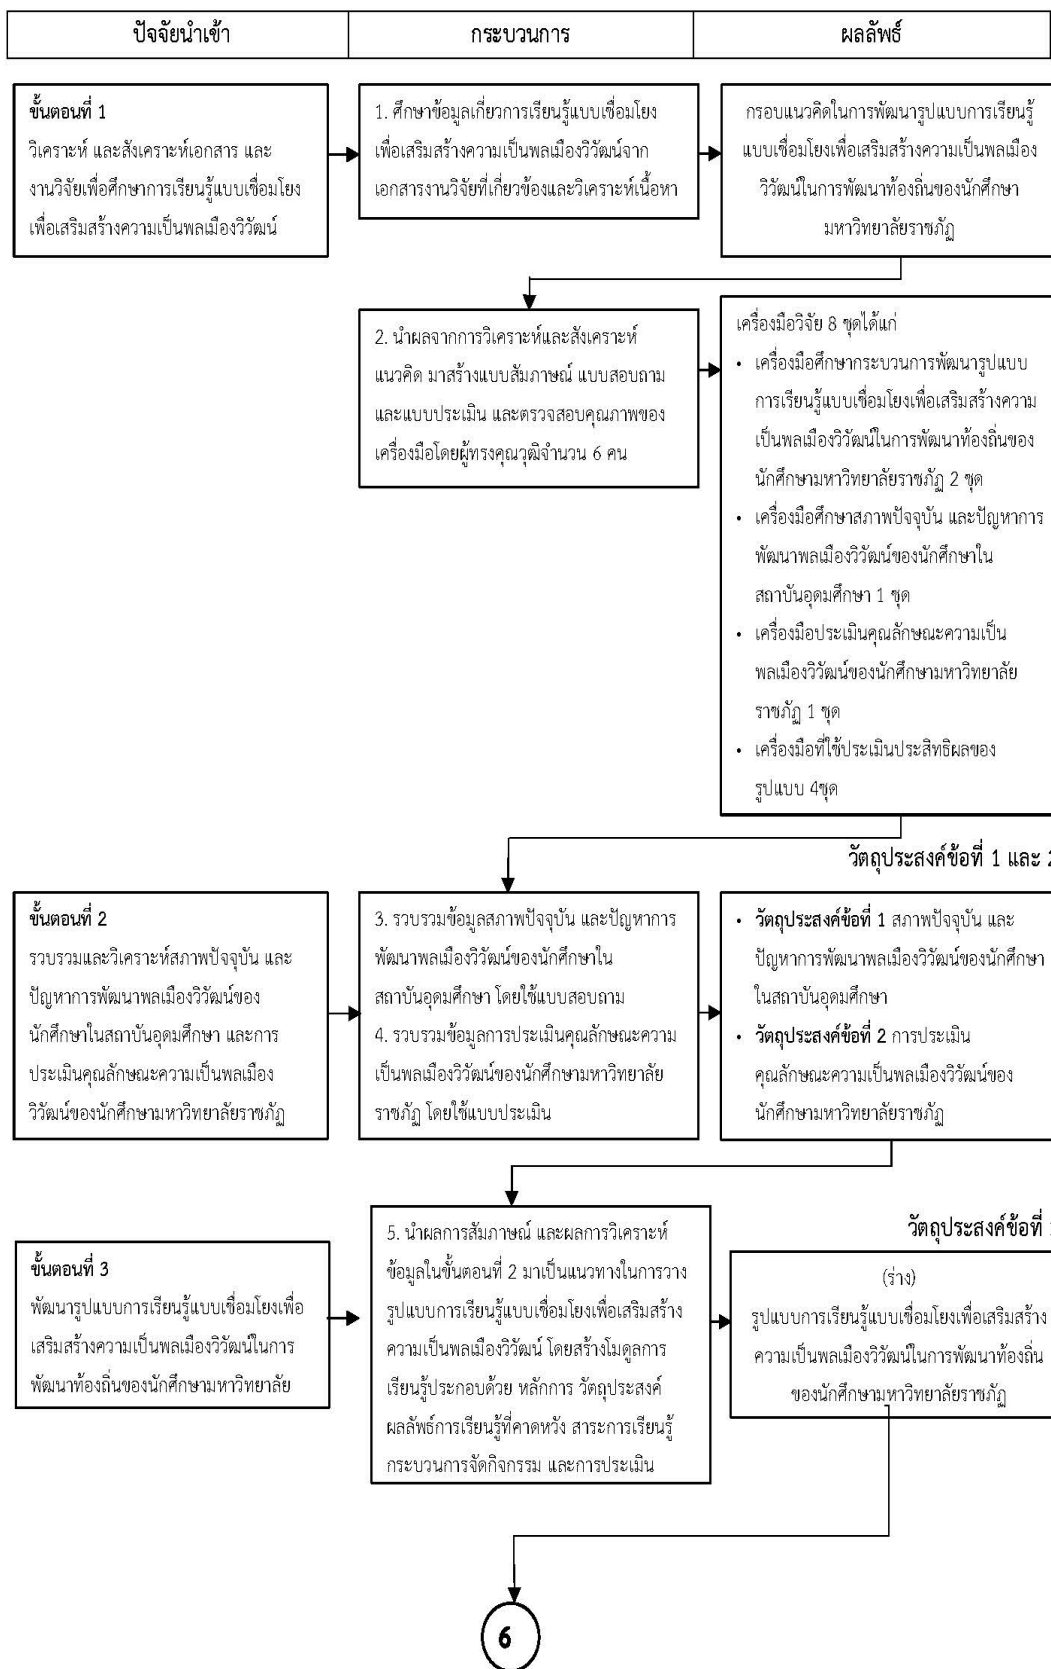 ปัจจัยนำเข้า
กระบวนการ
ผลลัพธ์
ขั้นตอนที่ 1
วิเคราะห์ และสังเคราะห์เอกสาร และ
งานวิจัยเพื่อศึกษาการเรียนรู้แบบเชื่อมโยง
เพื่อเสริมสร้างความเป็นพลเมืองวิวัฒน์
1. ศึกษาข้อมูลเกี่ยวการเรียนรู้แบบเชื่อมโยง
เพื่อเสริมสร้างความเป็นพลเมืองวิวัฒน์จาก
เอกสารงานวิจัยที่เกี่ยวข้องและวิเคราะห์เนื้อหา
กรอบแนวคิดในการพัฒนารูปแบบการเรียนรู้
แบบเชื่อมโยงเพื่อเสริมสร้างความเป็นพลเมือง
วิวัฒน์ในการพัฒนาท้องถิ่นของนักศึกษา
มหาวิทยาลัยราชภัฏ
2. นำผลจากการวิเคราะห์และสังเคราะห์
แนวคิด มาสร้างแบบสัมภาษณ์ แบบสอบถาม
และแบบประเมิน และตรวจสอบคุณภาพของ
เครื่องมือโดยผู้ทรงคุณวุฒิจำนวน 6 คน
เครื่องมือวิจัย 8 ชุดได้แก่
• เครื่องมือศึกษากระบวนการพัฒนารูปแบบ
การเรียนรู้แบบเชื่อมโยงเพื่อเสริมสร้างความ
เป็นพลเมืองวิวัฒน์ในการพัฒนาท้องถิ่นของ
นักศึกษามหาวิทยาลัยราชภัฏ 2 ชุด
• เครื่องมือศึกษาสภาพปัจจุบัน และปัญหาการ
พัฒนาพลเมืองวิวัฒน์ของนักศึกษาใน
สถาบันอุดมศึกษา 1 ชุด
• เครื่องมือประเมินคุณลักษณะความเป็น
พลเมืองวิวัฒน์ของนักศึกษามหาวิทยาลัย
ราชภัฏ 1 ชุด
• เครื่องมือที่ใช้ประเมินประสิทธิผลของ
รูปแบบ 4ชุด
วัตถุประสงค์ข้อที่ 1 และ 2
ขั้นตอนที่ 2
รวบรวมและวิเคราะห์สภาพปัจจุบัน และ
ปัญหาการพัฒนาพลเมืองวิวัฒน์ของ
นักศึกษาในสถาบันอุดมศึกษา และการ
ประเมินคุณลักษณะความเป็นพลเมือง
วิวัฒน์ของนักศึกษามหาวิทยาลัยราชภัฏ
3. รวบรวมข้อมูลสภาพปัจจุบัน และปัญหาการ
พัฒนาพลเมืองวิวัฒน์ของนักศึกษาใน
สถาบันอุดมศึกษา โดยใช้แบบสอบถาม
4. รวบรวมข้อมูลการประเมินคุณลักษณะความ
เป็นพลเมืองวิวัฒน์ของนักศึกษามหาวิทยาลัย
ราชภัฏ โดยใช้แบบประเมิน
• วัตถุประสงค์ข้อที่ 1 สภาพปัจจุบัน และ
ปัญหาการพัฒนาพลเมืองวิวัฒน์ของนักศึกษา
ในสถาบันอุดมศึกษา
• วัตถุประสงค์ข้อที่ 2 การประเมิน
คุณลักษณะความเป็นพลเมืองวิวัฒน์ของ
นักศึกษามหาวิทยาลัยราชภัฏ
วัตถุประสงค์ข้อที่
ขั้นตอนที่ 3
พัฒนารูปแบบการเรียนรู้แบบเชื่อมโยงเพื่อ
เสริมสร้างความเป็นพลเมืองวิวัฒน์ในการ
พัฒนาท้องถิ่นของนักศึกษามหาวิทยาลัย
5. นำผลการสัมภาษณ์ และผลการวิเคราะห์
ข้อมูลในขั้นตอนที่ 2 มาเป็นแนวทางในการวาง
รูปแบบการเรียนรู้แบบเชื่อมโยงเพื่อเสริมสร้าง
ความเป็นพลเมืองวิวัฒน์ โดยสร้างโมดูลการ
เรียนรู้ประกอบด้วย หลักการ วัตถุประสงค์
ผลลัพธ์การเรียนรู้ที่คาดหวัง สาระการเรียนรู้
กระบวนการจัดกิจกรรม และการประเมิน
(ร่าง)
รูปแบบการเรียนรู้แบบเชื่อมโยงเพื่อเสริมสร้าง
ความเป็นพลเมืองวิวัฒน์ในการพัฒนาท้องถิ่น
ของนักศึกษามหาวิทยาลัยราชภัฏ
6